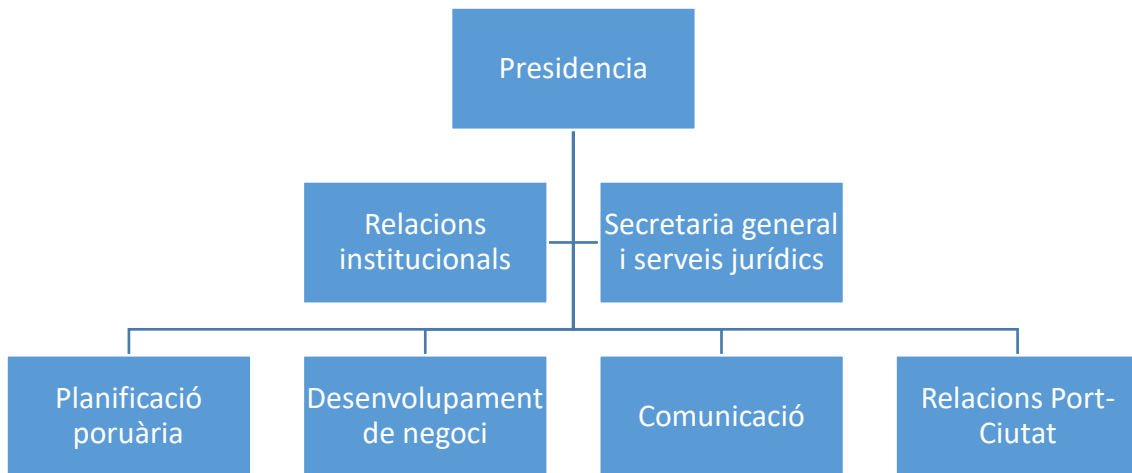 Presidencia
Relacions
institucionals
Secretaria general
i serveis jurídics
Planificació
poruària
Desenvolupament
de negoci
Comunicació
Relacions Port-
Ciutat